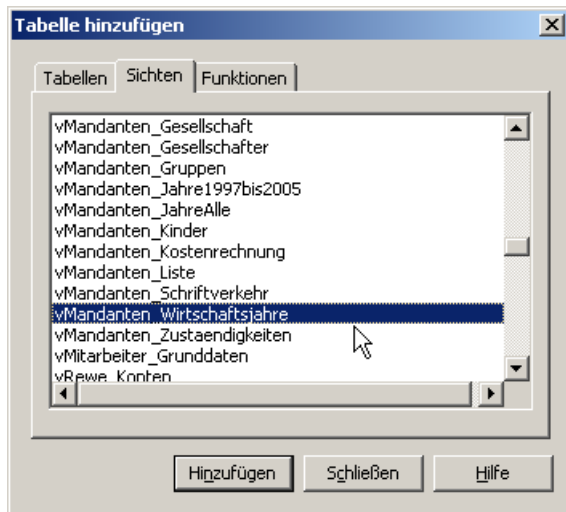 Tabelle hinzufügen
Tabellen Sichten Funktionen
vMandanten_Gesellschaft
vMandanten_Gesellschafter
vMandanten_Gruppen
vMandanten_Jahre1997bis2005
vMandanten_JahreAlle
vMandanten_Kinder
vMandanten_Kostenrechnung
vMandanten_Liste
vMandanten_Schriftverkehr
vMandanten_Wirtschaftsjahre
vMandanten_Zustaendigkeiten
vMitarbeiter_Grunddaten
vRewe_Konten
Hinzufügen Schließen Hilfe